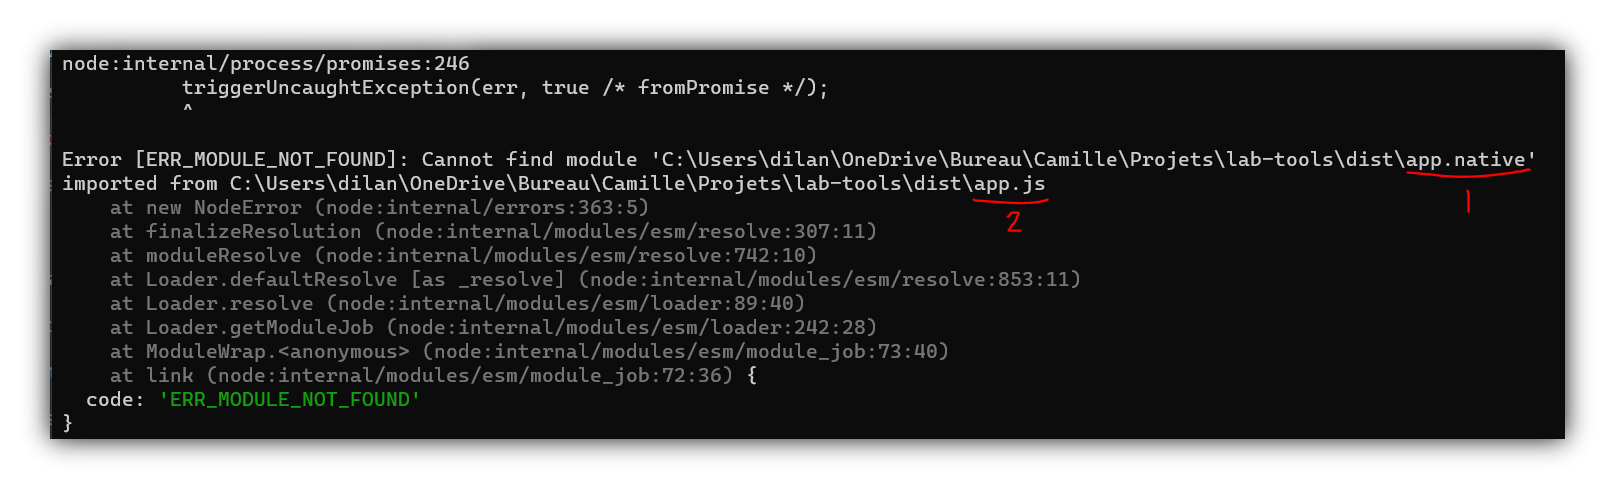 node:internal/process/promises:246
triggerUncaughtException(err, true /* fromPromise */);
^
Error [ERR_MODULE_NOT_FOUND]: Cannot find module 'C:\Users\dilan\OneDrive\Bureau\Camille\Projets\lab-tools\dist\app.native'
imported from C:\Users\dilan\OneDrive\Bureau\Camille\Projets\lab-tools\dist\app.js
1
2
at new NodeError (node:internal/errors:363:5)
at finalizeResolution (node:internal/modules/esm/resolve:307:11)
at moduleResolve (node:internal/modules/esm/resolve:742:10)
at Loader.defaultResolve [as _resolve] (node:internal/modules/esm/resolve:853:11)
at Loader.resolve (node:internal/modules/esm/loader:89:40)
at Loader.getModuleJob (node:internal/modules/esm/loader:242:28)
at ModuleWrap.<anonymous> (node:internal/modules/esm/module_job:73:40)
at link (node:internal/modules/esm/module_job:72:36) {
code: 'ERR_MODULE_NOT_FOUND'
}